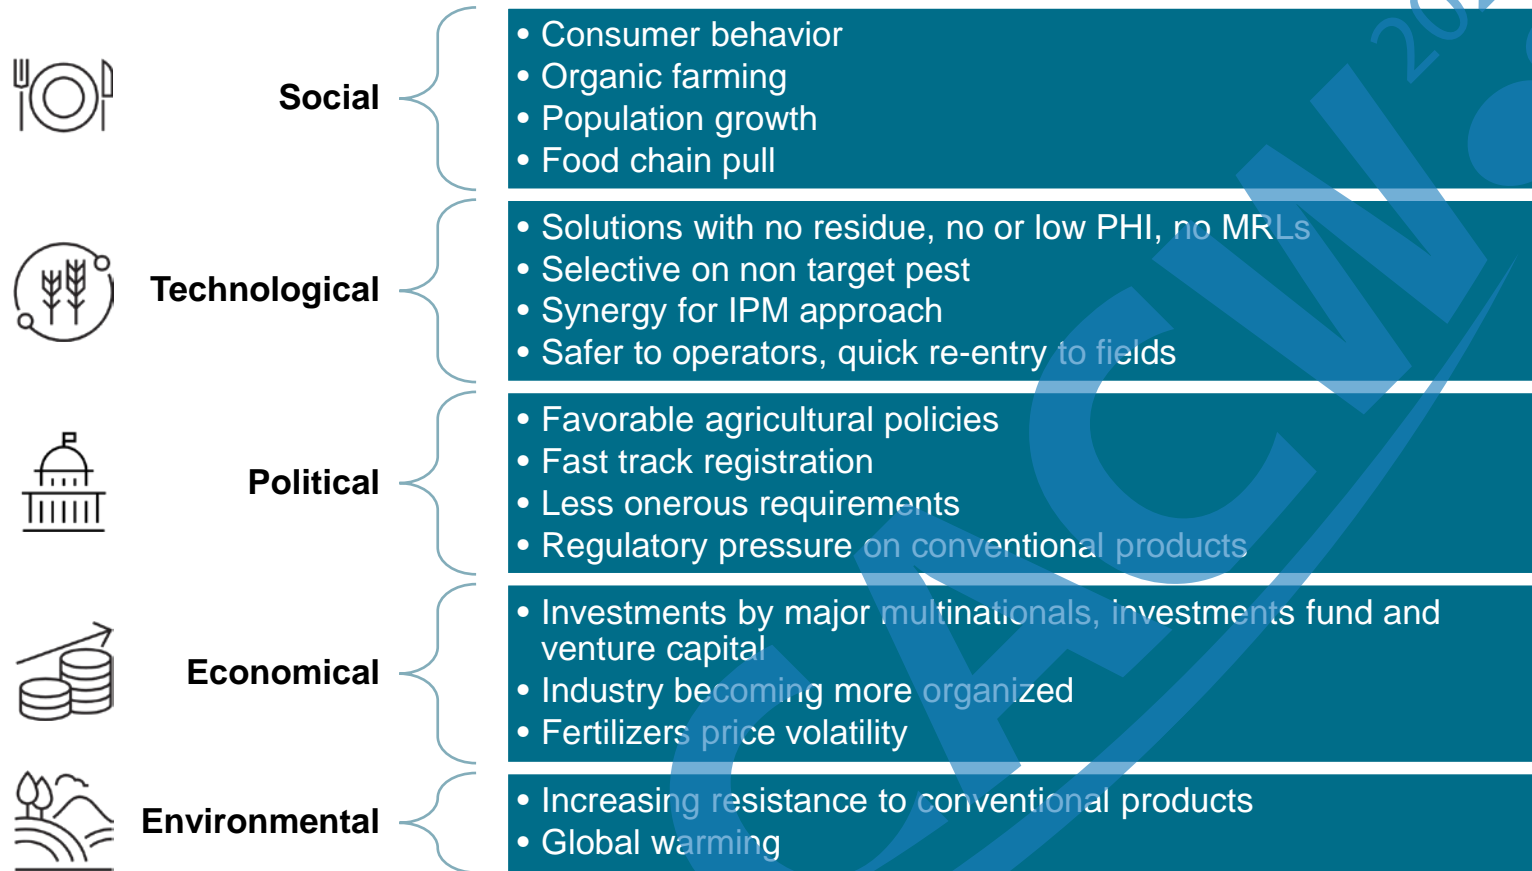 Social
• Consumer behavior
• Organic farming
• Population growth
• Food chain pull
Technological
• Solutions with no residue, no or low PHI, no MRLs
• Selective on non target pest
• Synergy for IPM approach
• Safer to operators, quick re-entry to fields
Political
• Favorable agricultural policies
• Fast track registration
• Less onerous requirements
• Regulatory pressure on conventional products
Economical
• Investments by major multinationals, investments fund and
venture capital
• Industry becoming more organized
• Fertilizers price volatility
Environmental
• Increasing resistance to conventional products
• Global warming
CACW